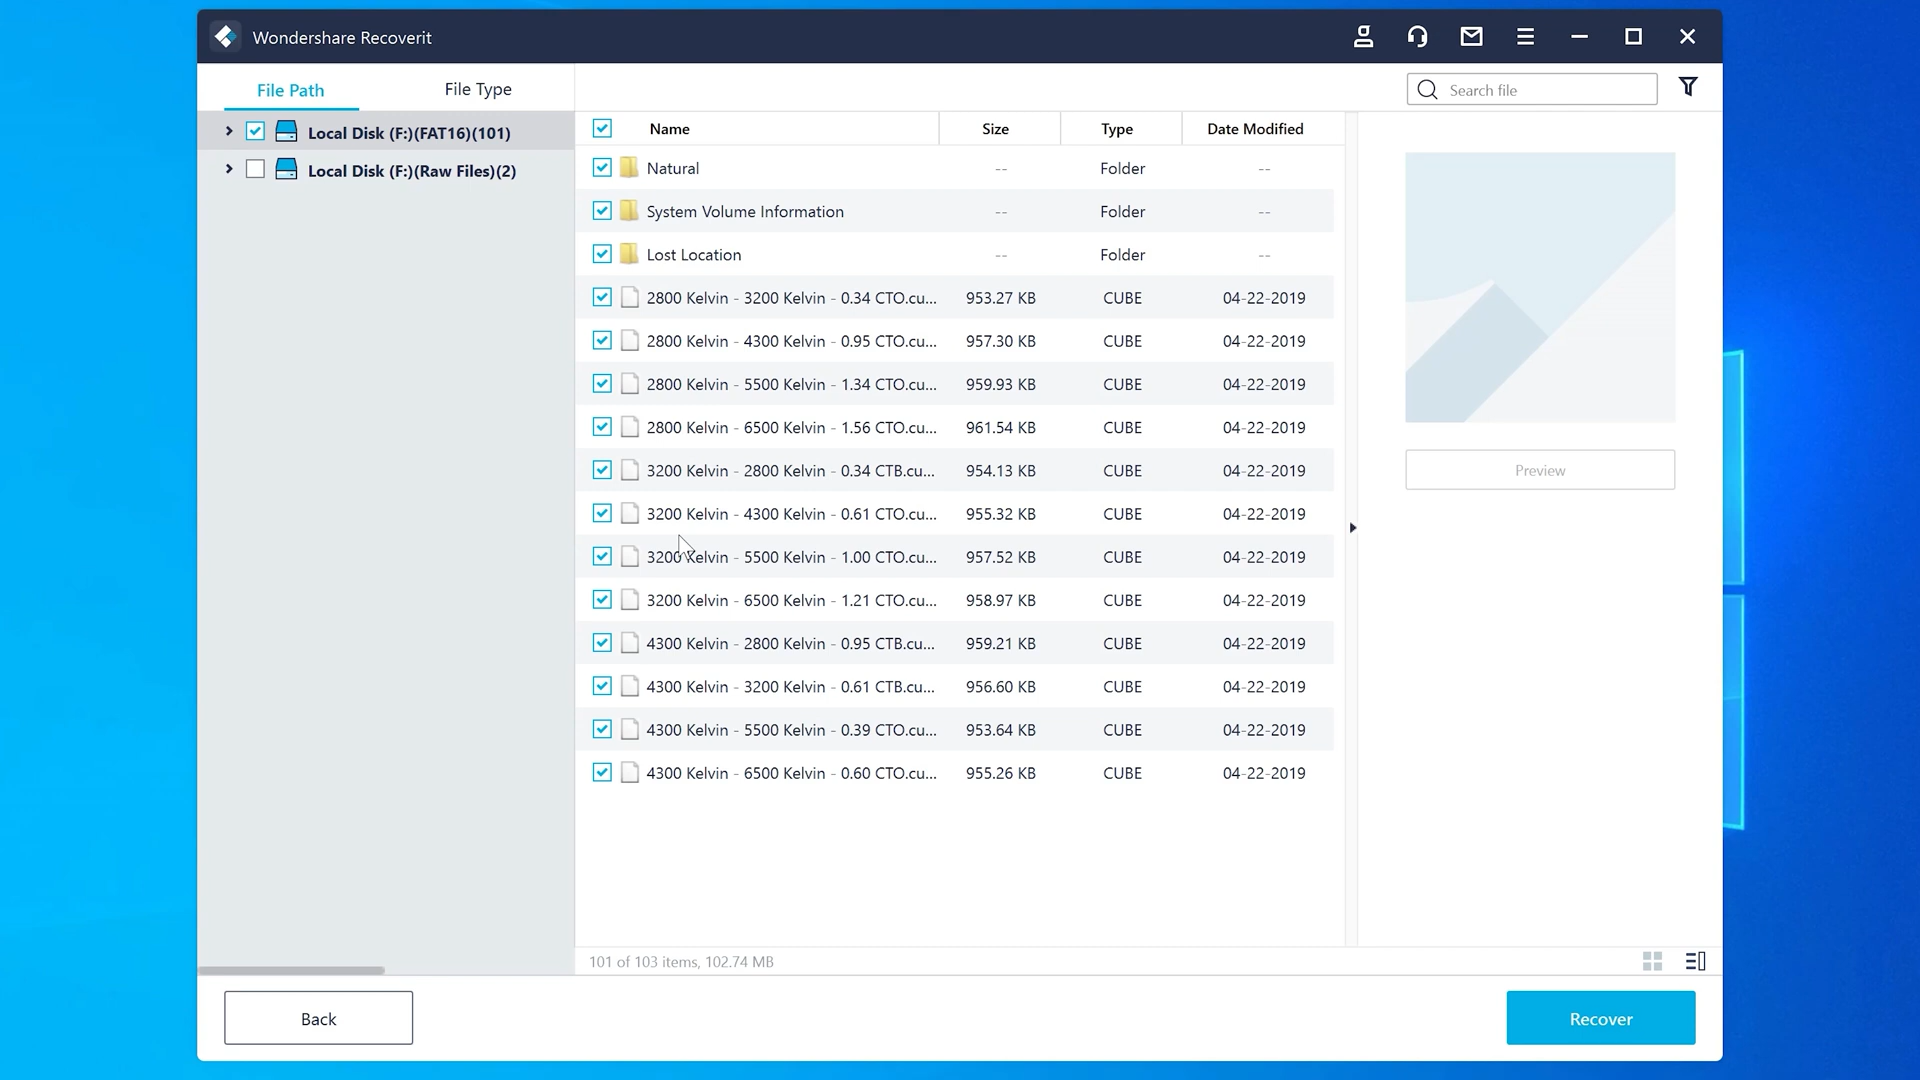 Wondershare Recoverit
File Path File Type
Search file
Local Disk (F:)(FAT16)(101)
Local Disk (F:)(Raw Files)(2)
Name Size Type Date Modified
Natural -- Folder --
System Volume Information -- Folder --
Lost Location -- Folder --
2800 Kelvin - 3200 Kelvin - 0.34 CTO.cu... 953.27 KB CUBE 04-22-2019
2800 Kelvin - 4300 Kelvin - 0.95 CTO.cu... 957.30 KB CUBE 04-22-2019
2800 Kelvin - 5500 Kelvin - 1.34 CTO.cu... 959.93 KB CUBE 04-22-2019
2800 Kelvin - 6500 Kelvin - 1.56 CTO.cu... 961.54 KB CUBE 04-22-2019
3200 Kelvin - 2800 Kelvin - 0.34 CTB.cu... 954.13 KB CUBE 04-22-2019
3200 Kelvin - 4300 Kelvin - 0.61 CTO.cu... 955.32 KB CUBE 04-22-2019
3200 Kelvin - 5500 Kelvin - 1.00 CTO.cu... 957.52 KB CUBE 04-22-2019
3200 Kelvin - 6500 Kelvin - 1.21 CTO.cu... 958.97 KB CUBE 04-22-2019
4300 Kelvin - 2800 Kelvin - 0.95 CTB.cu... 959.21 KB CUBE 04-22-2019
4300 Kelvin - 3200 Kelvin - 0.61 CTB.cu... 956.60 KB CUBE 04-22-2019
4300 Kelvin - 5500 Kelvin - 0.39 CTO.cu... 953.64 KB CUBE 04-22-2019
4300 Kelvin - 6500 Kelvin - 0.60 CTO.cu... 955.26 KB CUBE 04-22-2019
Preview
101 of 103 items, 102.74 MB
Back Recover